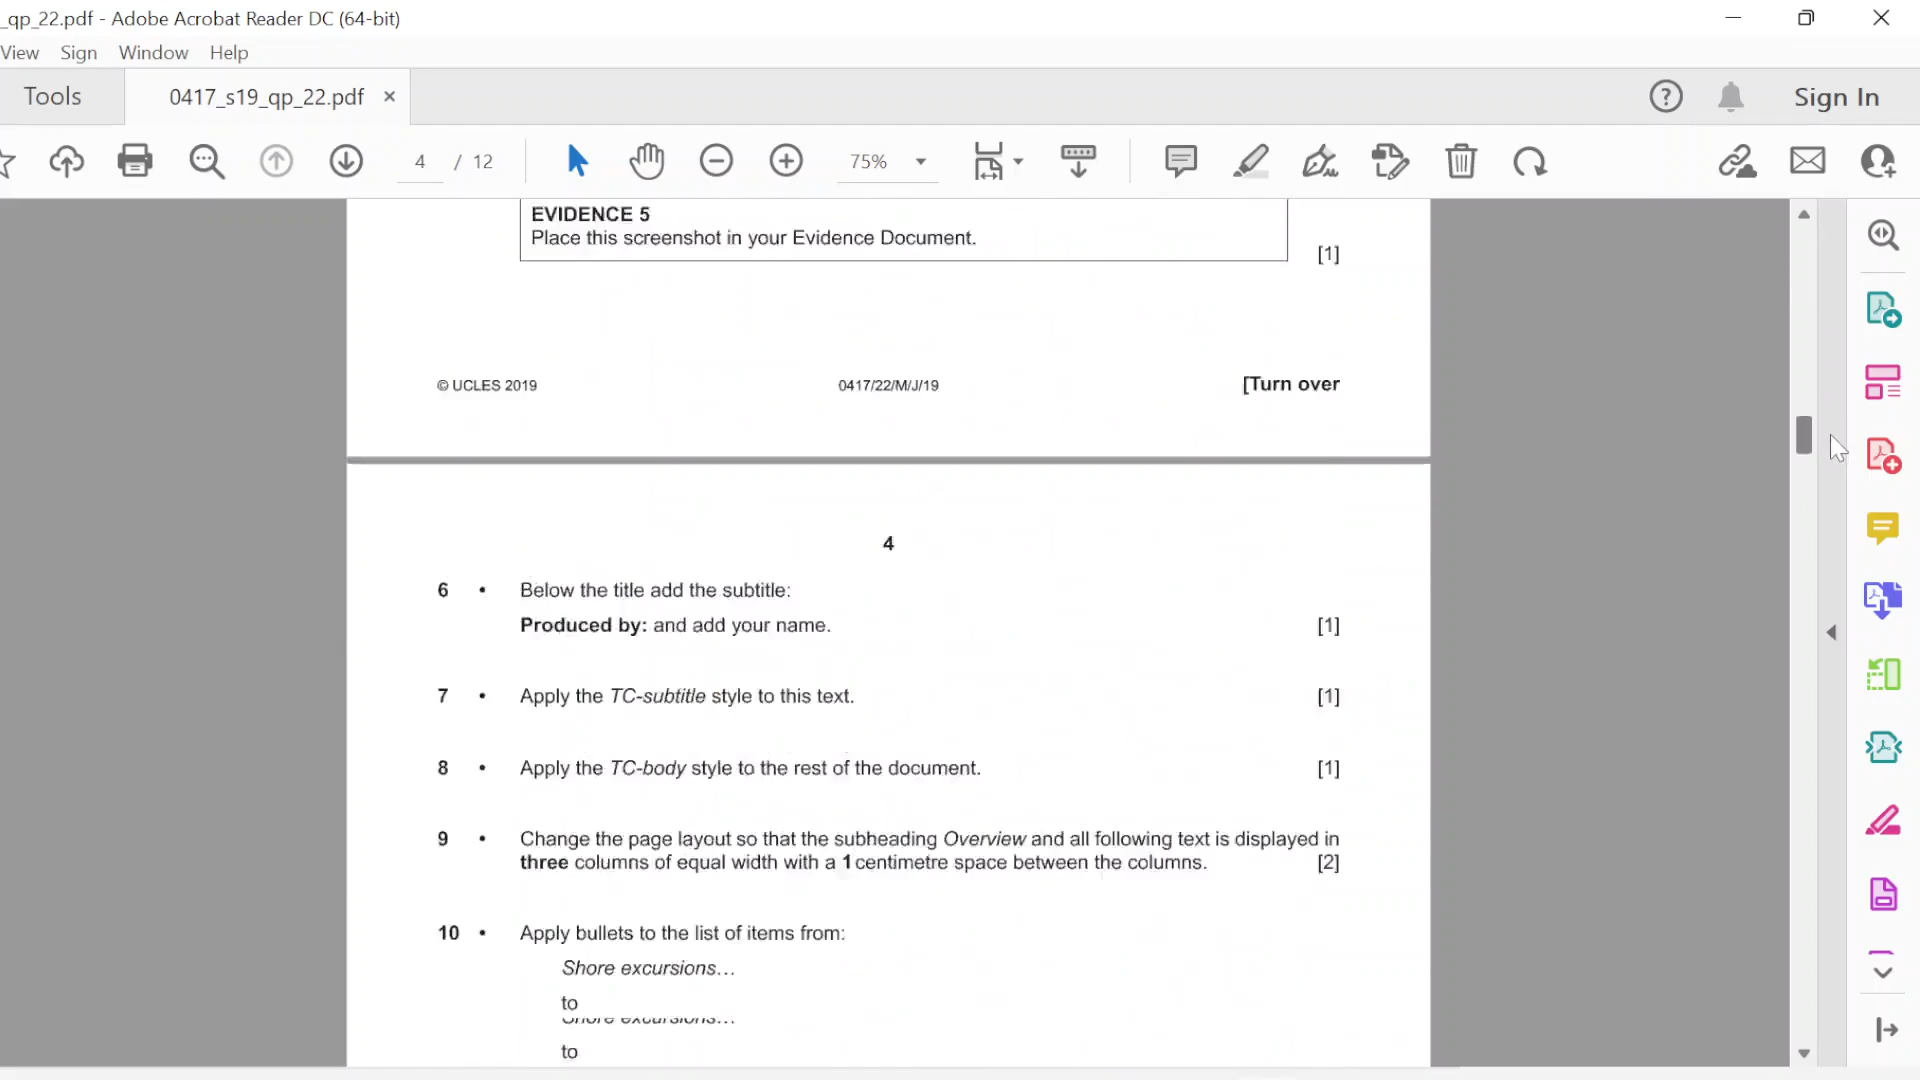 _qp_22.pdf - Adobe Acrobat Reader DC (64-bit)
View Sign Window Help
Tools 0417_s19_qp_22.pdf Sign In
4 / 12 75%
EVIDENCE 5
Place this screenshot in your Evidence Document.
[1]
© UCLES 2019 0417/22/M/J/19 [Turn over
4
6 • Below the title add the subtitle:
Produced by: and add your name. [1]
7 • Apply the TC-subtitle style to this text. [1]
8 • Apply the TC-body style to the rest of the document. [1]
9 • Change the page layout so that the subheading Overview and all following text is displayed in
three columns of equal width with a 1 centimetre space between the columns. [2]
10 • Apply bullets to the list of items from:
Shore excursions...
to
Shore excursions...
to